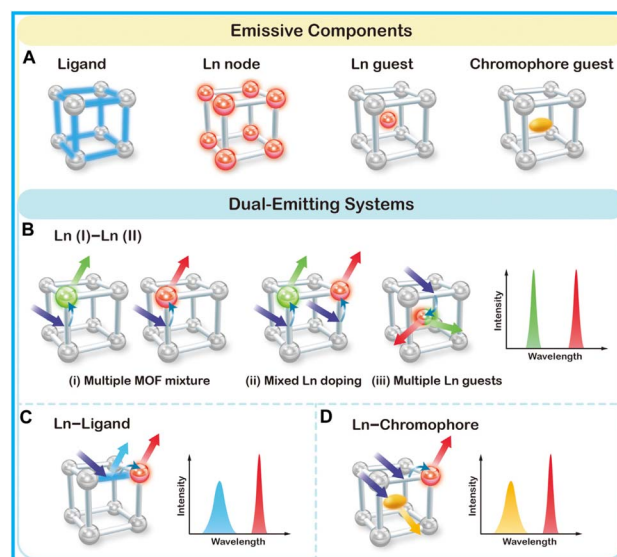 Emissive Components
A
Ligand
Ln node
Ln guest
Chromophore guest
Dual-Emitting Systems
B
Ln (I)–Ln (II)
(i) Multiple MOF mixture
(ii) Mixed Ln doping
(iii) Multiple Ln guests
Intensity
Wavelength
C
Ln–Ligand
Intensity
Wavelength
D
Ln–Chromophore
Intensity
Wavelength